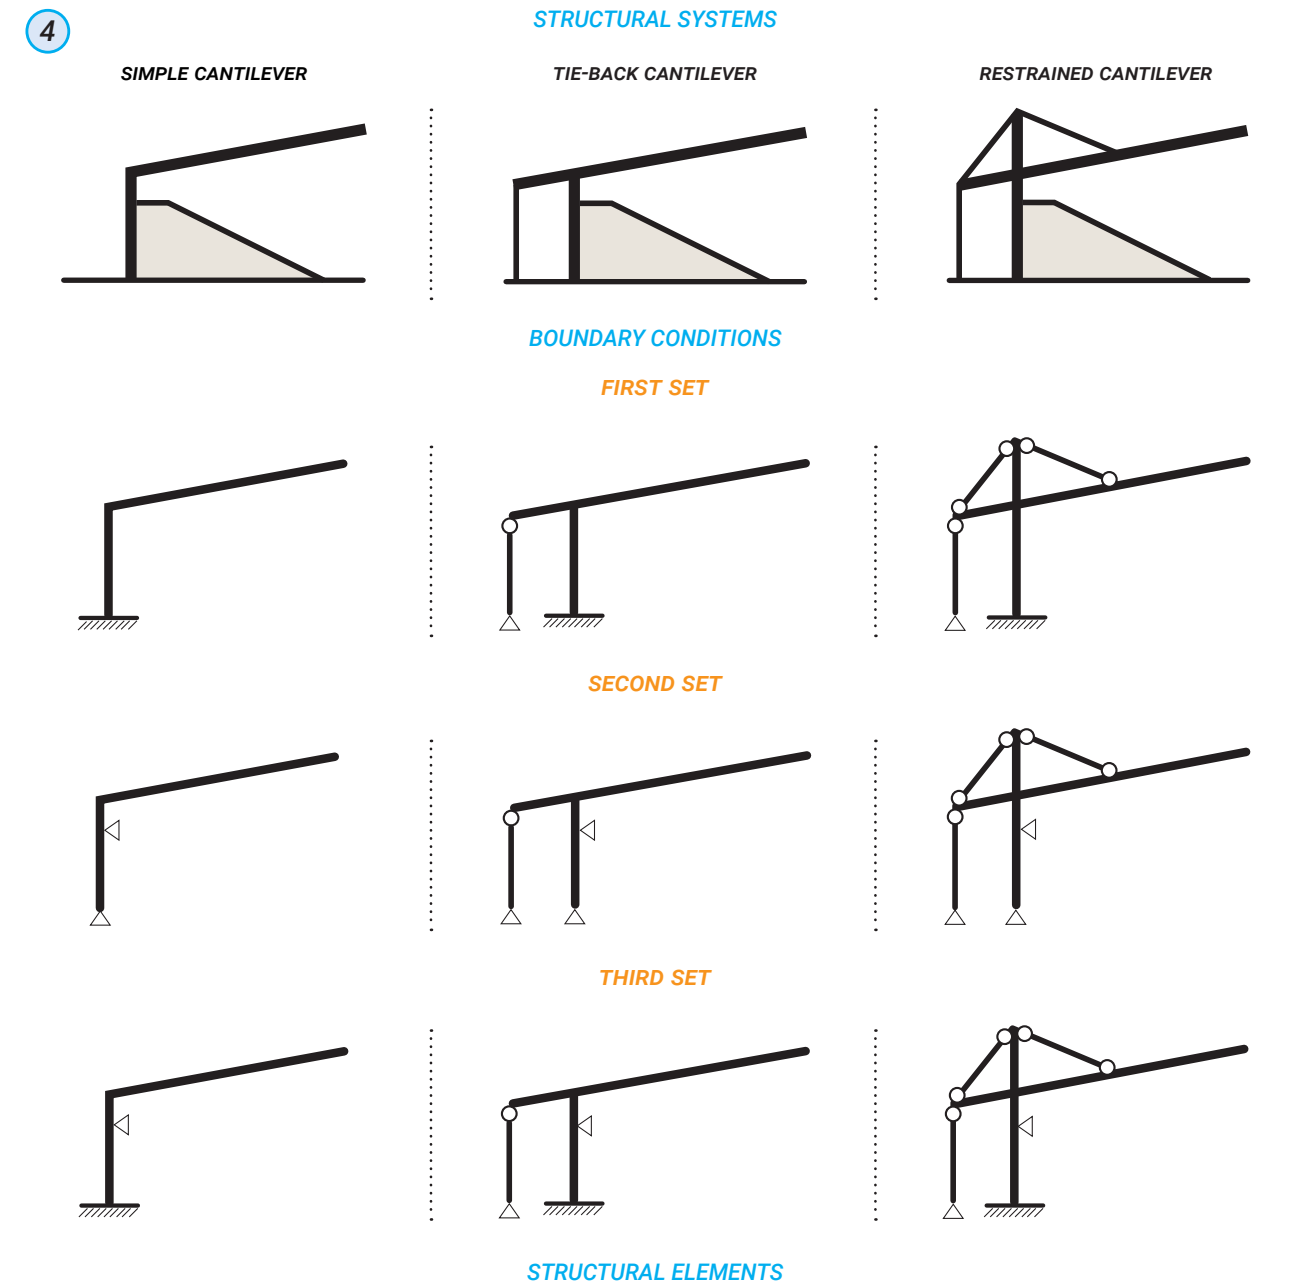 4
STRUCTURAL SYSTEMS
SIMPLE CANTILEVER
TIE-BACK CANTILEVER
RESTRAINED CANTILEVER
BOUNDARY CONDITIONS
FIRST SET
SECOND SET
THIRD SET
STRUCTURAL ELEMENTS